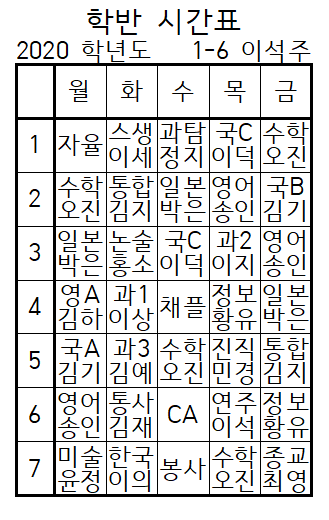 학반 시간표
2020 학년도 1-6 이석주
월 화 수 목 금
1 자율 스생 과탐 국C 수학
이세 정지 이덕 오진
2 수학 통합 일본 영어 국B
오진 김지 박은 송인 김기
3 일본 논술 국C 과2 영어
박은 홍소 이덕 이지 송인
4 영A 과1 채플 정보 일본
김하 이상 황유 박은
5 국A 과3 수학 진직 통합
김기 김예 오진 민경 김지
6 영어 통사 CA 연주 정보
송인 김재 이석 황유
7 미술 한국 봉사 수학 종교
윤정 이의 오진 최영